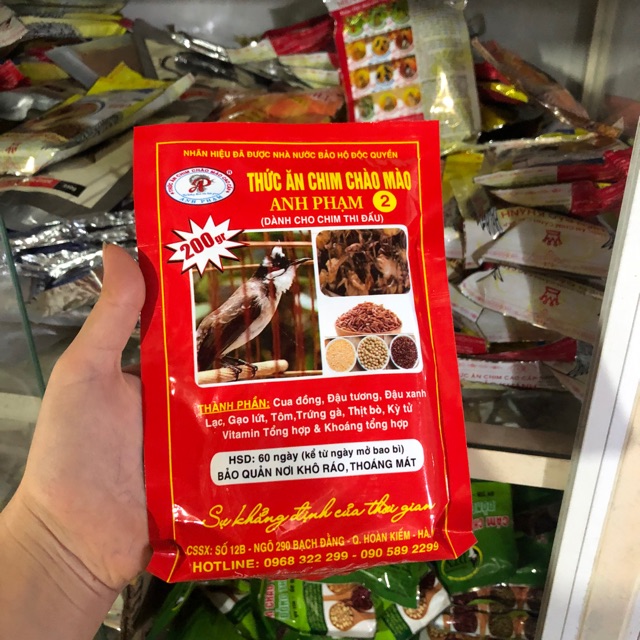 NHÃN HIỆU ĐÃ ĐƯỢC NHÀ NƯỚC BẢO HỘ ĐỘC QUYỀN
THỨC ĂN CHIM CHÀO MÀO
ANH PHẠM 2
(DÀNH CHO CHIM THI ĐẤU)
ANH PHẠM
200gr
THÀNH PHẦN: Cua đồng, Đậu tương, Đậu xanh
Lạc, Gạo lứt, Tôm,Trứng gà, Thịt bò, Kỳ tử
Vitamin Tổng hợp & Khoáng tổng hợp
HSD: 60 ngày (kể từ ngày mở bao bì)
BẢO QUẢN NƠI KHÔ RÁO, THOÁNG MÁT
Sự khẳng định của thời gian
CSSX: SỐ 12B - NGÕ 290 BẠCH ĐẰNG - Q. HOÀN KIẾM - HÀ
HOTLINE: 0968 322 299 - 090 589 2299